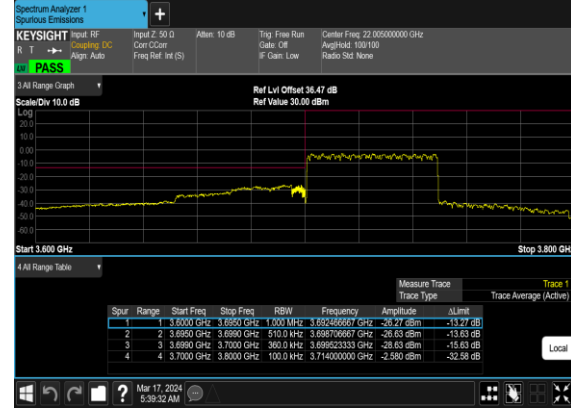 Spectrum Analyzer 1
Spurious Emissions
+
KEYSIGHT Input: RF Input Z: 50 Ω Atten: 10 dB Trig: Free Run Center Freq: 22.005000000 GHz
R T Coupling: DC Corr CCorr Gate: Off Avg|Hold: 100/100
Align: Auto Freq Ref: Int (S) IF Gain: Low Radio Std: None
LXI PASS
3 All Range Graph Ref Lvl Offset 36.47 dB
Scale/Div 10.0 dB Ref Value 30.00 dBm
Log
20.0
10.0
0.00
-10.0
-20.0
-30.0
-40.0
-50.0
-60.0
Start 3.600 GHz Stop 3.800 GHz
4 All Range Table
Measure Trace Trace 1
Trace Type Trace Average (Active)
Spur Range Start Freq Stop Freq RBW Frequency Amplitude ΔLimit
1 1 3.6000 GHz 3.6950 GHz 1.000 MHz 3.692466667 GHz -26.27 dBm -13.27 dB
2 2 3.6950 GHz 3.6990 GHz 510.0 kHz 3.698706667 GHz -26.63 dBm -13.63 dB
3 3 3.6990 GHz 3.7000 GHz 360.0 kHz 3.699523333 GHz -28.63 dBm -15.63 dB
4 4 3.7000 GHz 3.8000 GHz 100.0 kHz 3.714000000 GHz -2.580 dBm -32.58 dB
Local
? Mar 17, 2024
5:39:32 AM